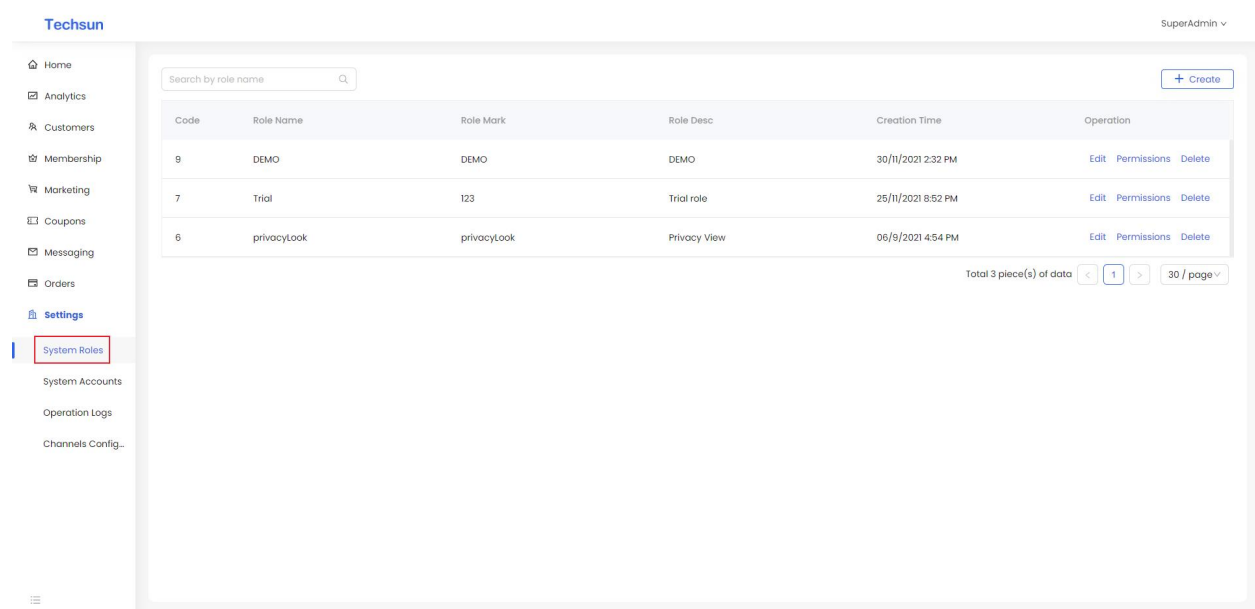 Techsun
SuperAdmin
Home
Analytics
Customers
Membership
Marketing
Coupons
Messaging
Orders
Settings
System Roles
System Accounts
Operation Logs
Channels Config...
Search by role name
+ Create
Code Role Name Role Mark Role Desc Creation Time Operation
9 DEMO DEMO DEMO 30/11/2021 2:32 PM Edit Permissions Delete
7 Trial 123 Trial role 25/11/2021 8:52 PM Edit Permissions Delete
6 privacyLook privacyLook Privacy View 06/9/2021 4:54 PM Edit Permissions Delete
Total 3 piece(s) of data < 1 > 30 / page